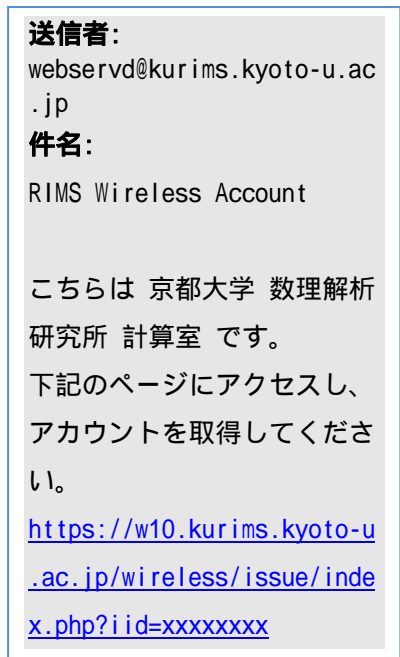 送信者:
webservd@kurims.kyoto-u.ac
.jp
件名:
RIMS Wireless Account
こちらは 京都大学 数理解析
研究所 計算室 です。
下記のページにアクセスし、
アカウントを取得してくださ
い。
https://w10.kurims.kyoto-u
.ac.jp/wireless/issue/inde
x.php?iid=xxxxxxxx